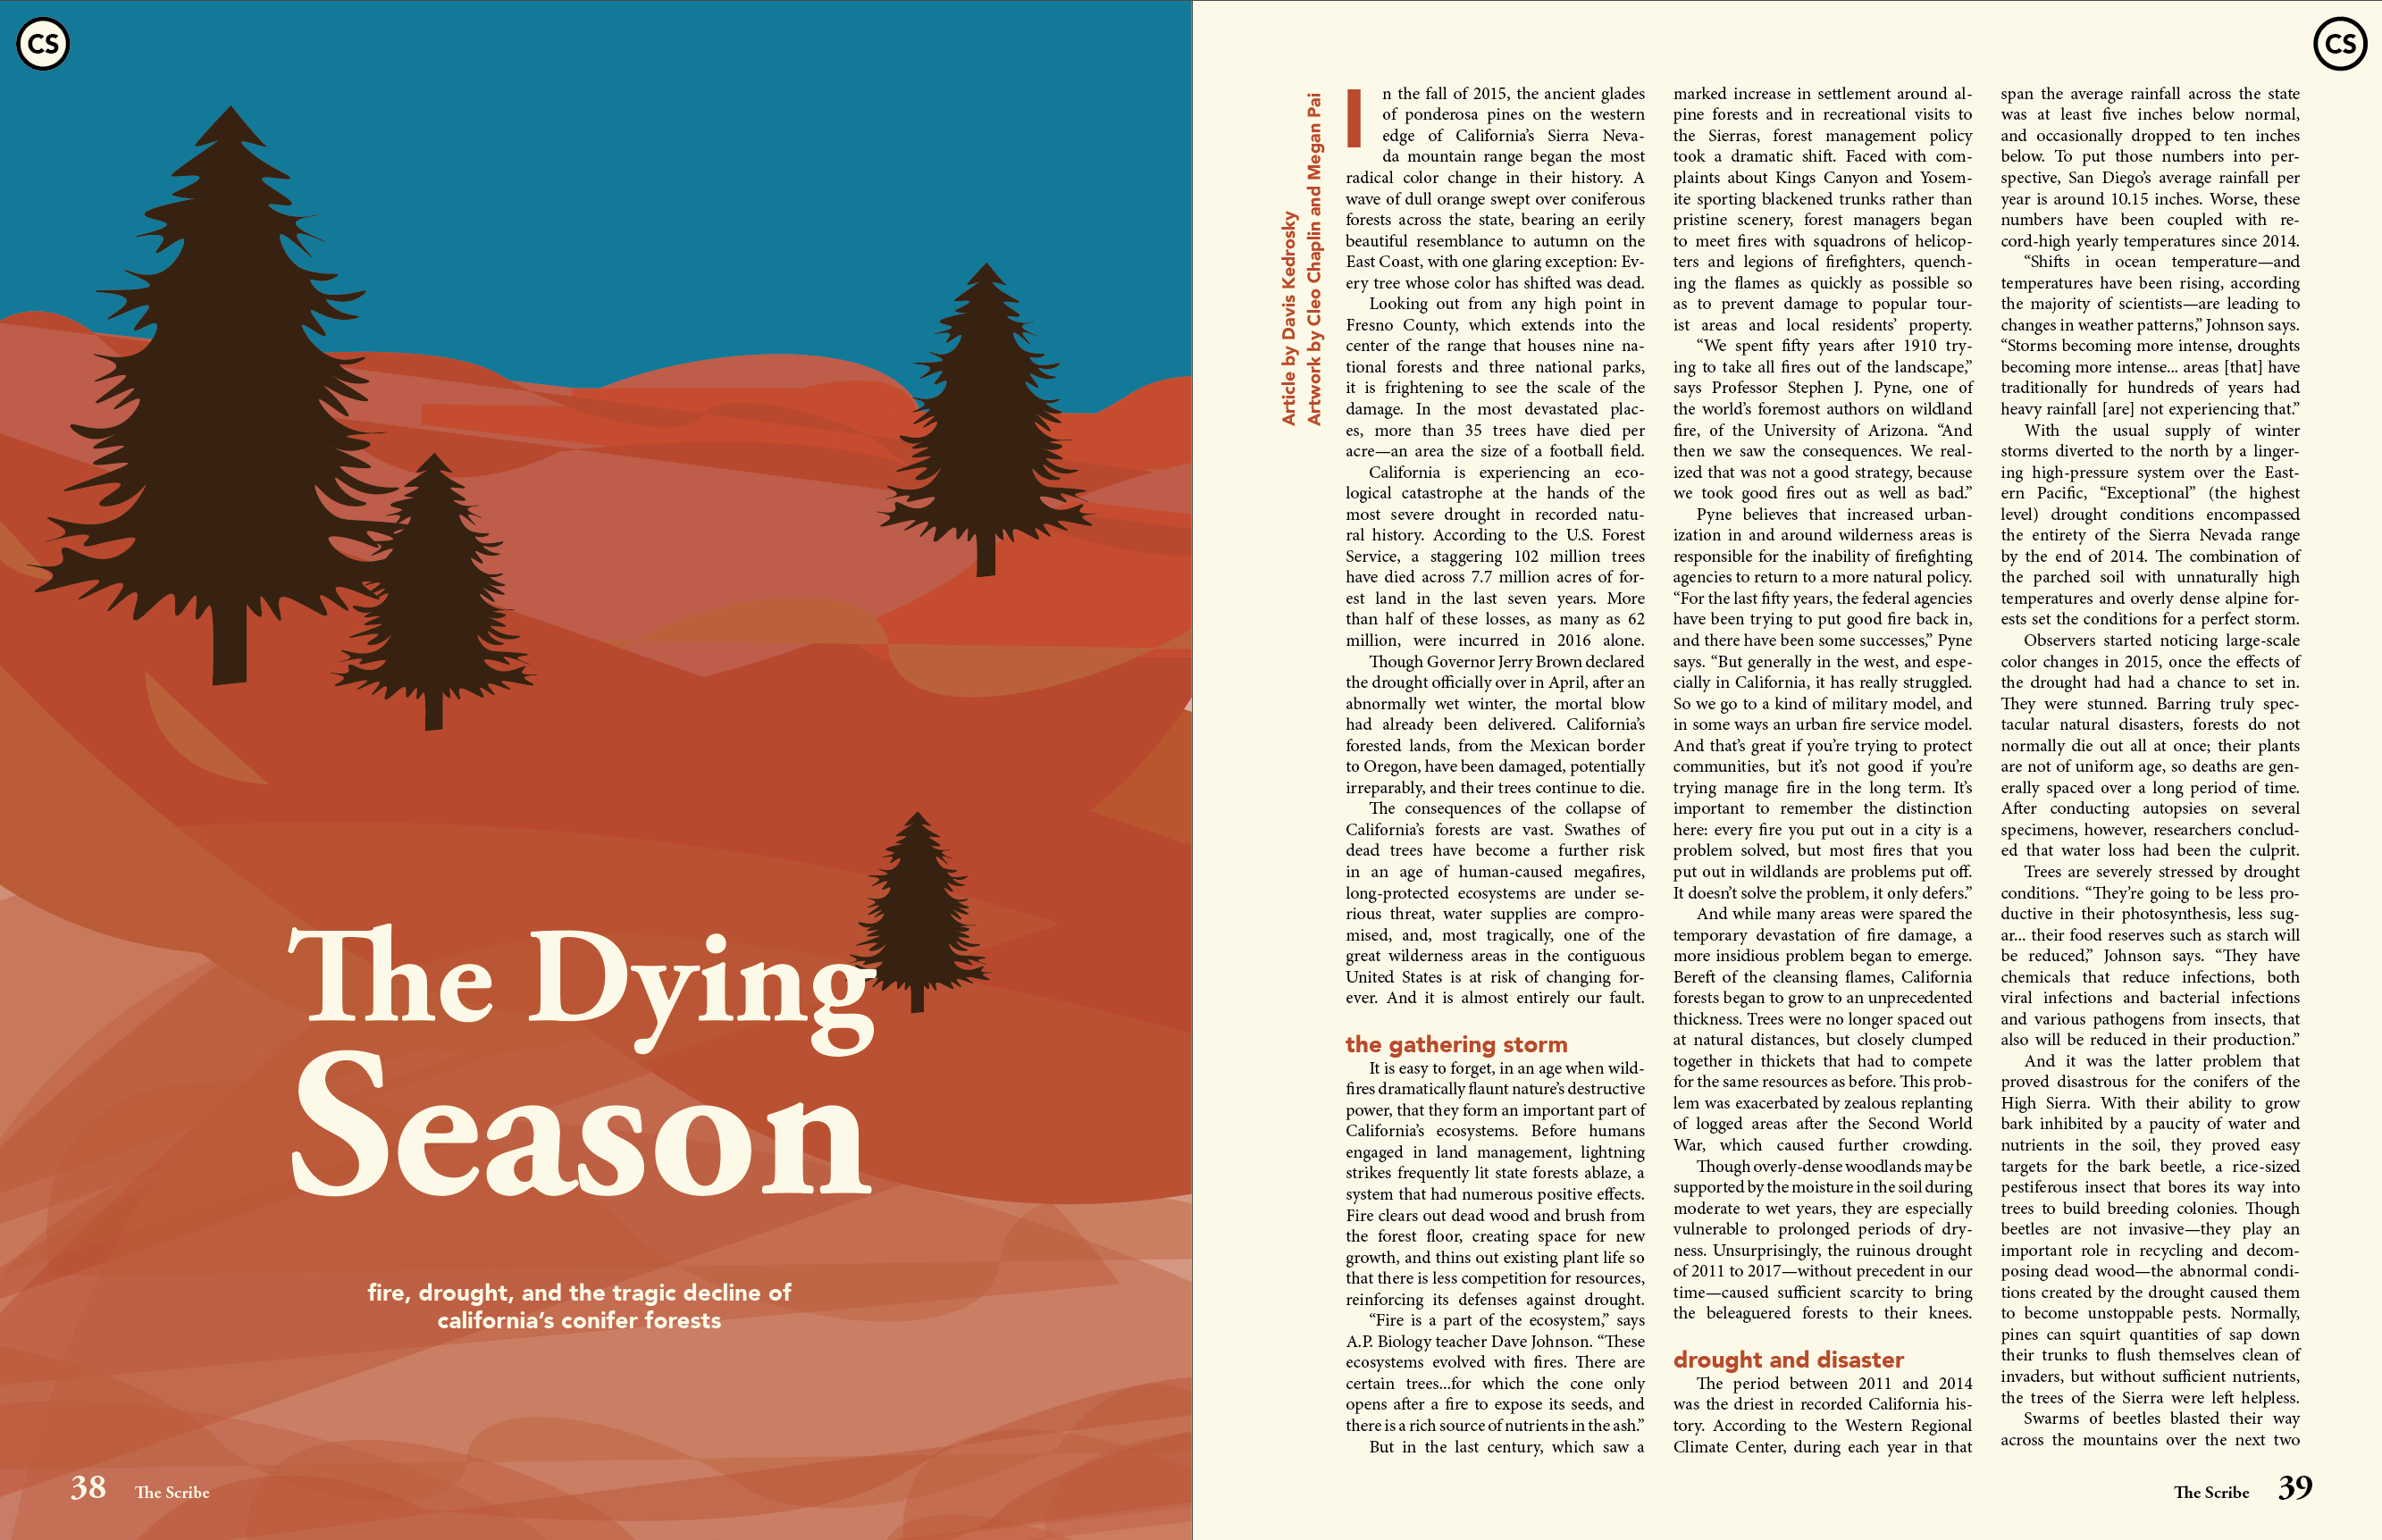 CS
The Dying
Season
fire, drought, and the tragic decline of
california's conifer forests
38 The Scribe
CS
Article by Davis Kedrosky
Artwork by Cleo Chaplin and Megan Pai
In the fall of 2015, the ancient glades
of ponderosa pines on the western
edge of California's Sierra Neva-
da mountain range began the most
radical color change in their history. A
wave of dull orange swept over coniferous
forests across the state, bearing an eerily
beautiful resemblance to autumn on the
East Coast, with one glaring exception: Ev-
ery tree whose color has shifted was dead.
Looking out from any high point in
Fresno County, which extends into the
center of the range that houses nine na-
tional forests and three national parks,
it is frightening to see the scale of the
damage. In the most devastated plac-
es, more than 35 trees have died per
acre—an area the size of a football field.
California is experiencing an eco-
logical catastrophe at the hands of the
most severe drought in recorded natu-
ral history. According to the U.S. Forest
Service, a staggering 102 million trees
have died across 7.7 million acres of for-
est land in the last seven years. More
than half of these losses, as many as 62
million, were incurred in 2016 alone.
Though Governor Jerry Brown declared
the drought officially over in April, after an
abnormally wet winter, the mortal blow
had already been delivered. California's
forested lands, from the Mexican border
to Oregon, have been damaged, potentially
irreparably, and their trees continue to die.
The consequences of the collapse of
California's forests are vast. Swathes of
dead trees have become a further risk
in an age of human-caused megafires,
long-protected ecosystems are under se-
rious threat, water supplies are compro-
mised, and, most tragically, one of the
great wilderness areas in the contiguous
United States is at risk of changing for-
ever. And it is almost entirely our fault.
the gathering storm
It is easy to forget, in an age when wild-
fires dramatically flaunt nature's destructive
power, that they form an important part of
California's ecosystems. Before humans
engaged in land management, lightning
strikes frequently lit state forests ablaze, a
system that had numerous positive effects.
Fire clears out dead wood and brush from
the forest floor, creating space for new
growth, and thins out existing plant life so
that there is less competition for resources,
reinforcing its defenses against drought.
“Fire is a part of the ecosystem,” says
A.P. Biology teacher Dave Johnson. “These
ecosystems evolved with fires. There are
certain trees...for which the cone only
opens after a fire to expose its seeds, and
there is a rich source of nutrients in the ash.”
But in the last century, which saw a
marked increase in settlement around al-
pine forests and in recreational visits to
the Sierras, forest management policy
took a dramatic shift. Faced with com-
plaints about Kings Canyon and Yosem-
ite sporting blackened trunks rather than
pristine scenery, forest managers began
to meet fires with squadrons of helicop-
ters and legions of firefighters, quench-
ing the flames as quickly as possible so
as to prevent damage to popular tour-
ist areas and local residents' property.
“We spent fifty years after 1910 try-
ing to take all fires out of the landscape,”
says Professor Stephen J. Pyne, one of
the world's foremost authors on wildland
fire, of the University of Arizona. “And
then we saw the consequences. We real-
ized that was not a good strategy, because
we took good fires out as well as bad.”
Pyne believes that increased urban-
ization in and around wilderness areas is
responsible for the inability of firefighting
agencies to return to a more natural policy.
“For the last fifty years, the federal agencies
have been trying to put good fire back in,
and there have been some successes,” Pyne
says. “But generally in the west, and espe-
cially in California, it has really struggled.
So we go to a kind of military model, and
in some ways an urban fire service model.
And that's great if you're trying to protect
communities, but it's not good if you're
trying manage fire in the long term. It's
important to remember the distinction
here: every fire you put out in a city is a
problem solved, but most fires that you
put out in wildlands are problems put off.
It doesn't solve the problem, it only defers.”
And while many areas were spared the
temporary devastation of fire damage, a
more insidious problem began to emerge.
Bereft of the cleansing flames, California
forests began to grow to an unprecedented
thickness. Trees were no longer spaced out
at natural distances, but closely clumped
together in thickets that had to compete
for the same resources as before. This prob-
lem was exacerbated by zealous replanting
of logged areas after the Second World
War, which caused further crowding.
Though overly-dense woodlands may be
supported by the moisture in the soil during
moderate to wet years, they are especially
vulnerable to prolonged periods of dry-
ness. Unsurprisingly, the ruinous drought
of 2011 to 2017—without precedent in our
time—caused sufficient scarcity to bring
the beleaguered forests to their knees.
drought and disaster
The period between 2011 and 2014
was the driest in recorded California his-
tory. According to the Western Regional
Climate Center, during each year in that
span the average rainfall across the state
was at least five inches below normal,
and occasionally dropped to ten inches
below. To put those numbers into per-
spective, San Diego's average rainfall per
year is around 10.15 inches. Worse, these
numbers have been coupled with re-
cord-high yearly temperatures since 2014.
“Shifts in ocean temperature—and
temperatures have been rising, according
the majority of scientists—are leading to
changes in weather patterns,” Johnson says.
“Storms becoming more intense, droughts
becoming more intense... areas [that] have
traditionally for hundreds of years had
heavy rainfall [are] not experiencing that.”
With the usual supply of winter
storms diverted to the north by a linger-
ing high-pressure system over the East-
ern Pacific, “Exceptional” (the highest
level) drought conditions encompassed
the entirety of the Sierra Nevada range
by the end of 2014. The combination of
the parched soil with unnaturally high
temperatures and overly dense alpine for-
ests set the conditions for a perfect storm.
Observers started noticing large-scale
color changes in 2015, once the effects of
the drought had had a chance to set in.
They were stunned. Barring truly spec-
tacular natural disasters, forests do not
normally die out all at once; their plants
are not of uniform age, so deaths are gen-
erally spaced over a long period of time.
After conducting autopsies on several
specimens, however, researchers conclud-
ed that water loss had been the culprit.
Trees are severely stressed by drought
conditions. “They're going to be less pro-
ductive in their photosynthesis, less sug-
ar... their food reserves such as starch will
be reduced,” Johnson says. “They have
chemicals that reduce infections, both
viral infections and bacterial infections
and various pathogens from insects, that
also will be reduced in their production.”
And it was the latter problem that
proved disastrous for the conifers of the
High Sierra. With their ability to grow
bark inhibited by a paucity of water and
nutrients in the soil, they proved easy
targets for the bark beetle, a rice-sized
pestiferous insect that bores its way into
trees to build breeding colonies. Though
beetles are not invasive—they play an
important role in recycling and decom-
posing dead wood—the abnormal condi-
tions created by the drought caused them
to become unstoppable pests. Normally,
pines can squirt quantities of sap down
their trunks to flush themselves clean of
invaders, but without sufficient nutrients,
the trees of the Sierra were left helpless.
Swarms of beetles blasted their way
across the mountains over the next two
The Scribe 39